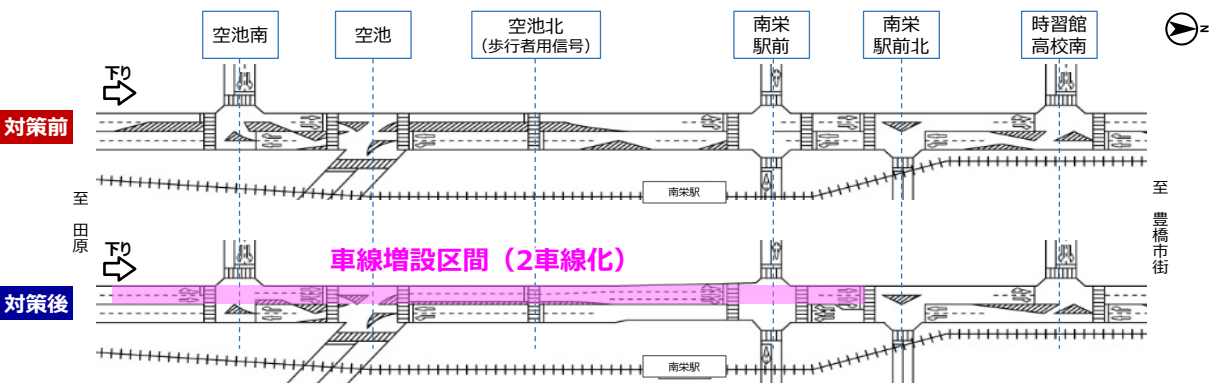 空池南
空池
空池北
（歩行者用信号）
南栄
駅前
南栄
駅前北
時習館
高校南
N
下り
対策前
至 田原
南栄駅
至 豊橋市街
下り
車線増設区間（2車線化）
対策後
南栄駅